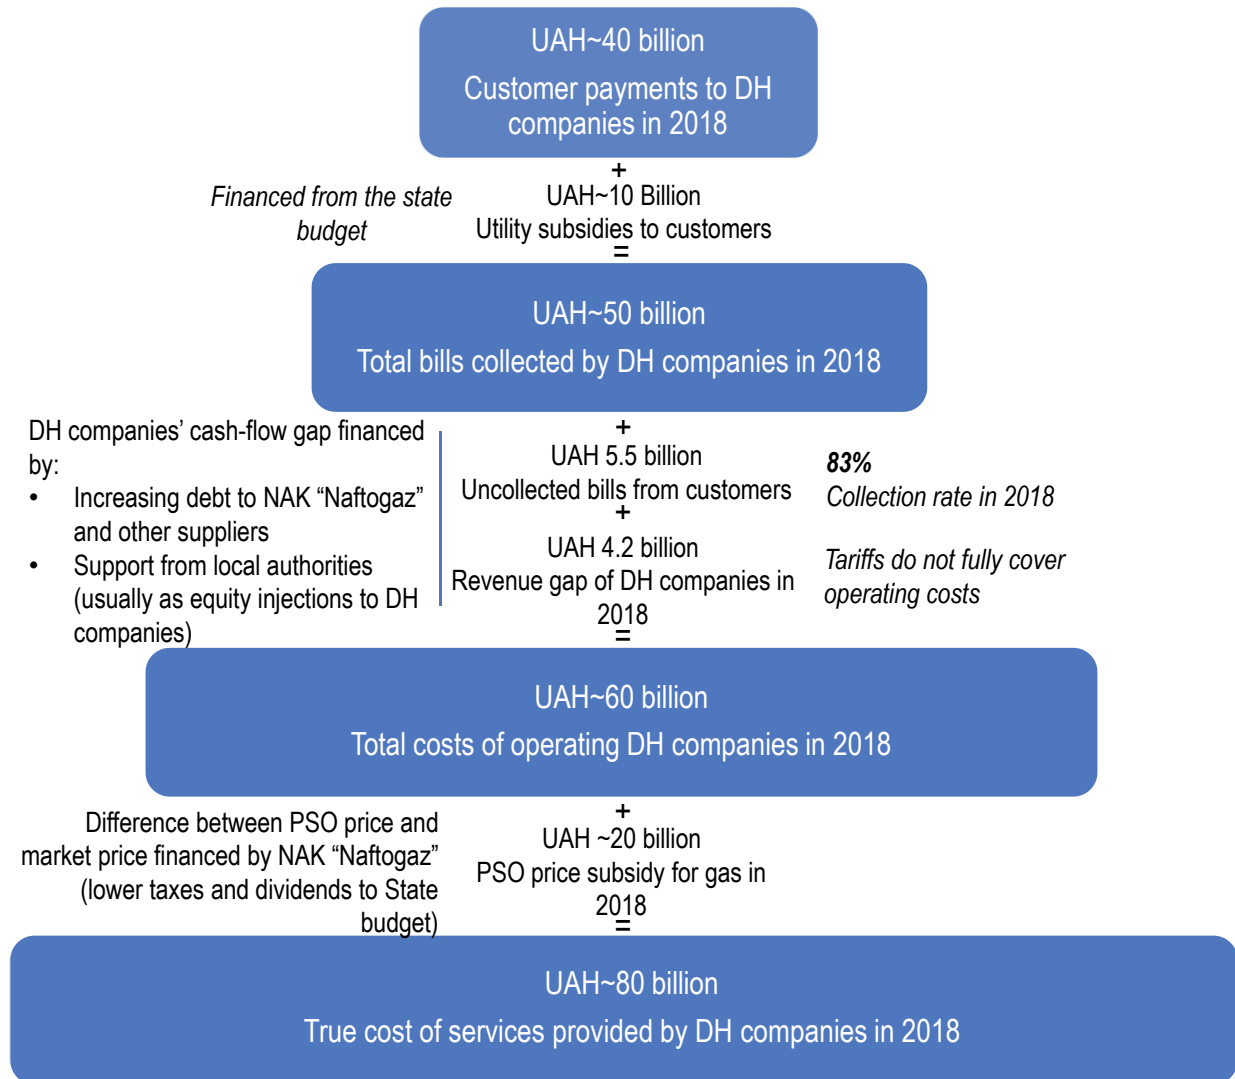 UAH~40 billion
Customer payments to DH
companies in 2018
+
Financed from the state
budget
UAH~10 Billion
Utility subsidies to customers
=
UAH~50 billion
Total bills collected by DH companies in 2018
DH companies’ cash-flow gap financed
by:
• Increasing debt to NAK “Naftogaz”
and other suppliers
• Support from local authorities
(usually as equity injections to DH
companies)
+
UAH 5.5 billion
Uncollected bills from customers
+
UAH 4.2 billion
Revenue gap of DH companies in
2018
=
83%
Collection rate in 2018
Tariffs do not fully cover
operating costs
UAH~60 billion
Total costs of operating DH companies in 2018
Difference between PSO price and
market price financed by NAK “Naftogaz”
(lower taxes and dividends to State
budget)
+
UAH ~20 billion
PSO price subsidy for gas in
2018
=
UAH~80 billion
True cost of services provided by DH companies in 2018